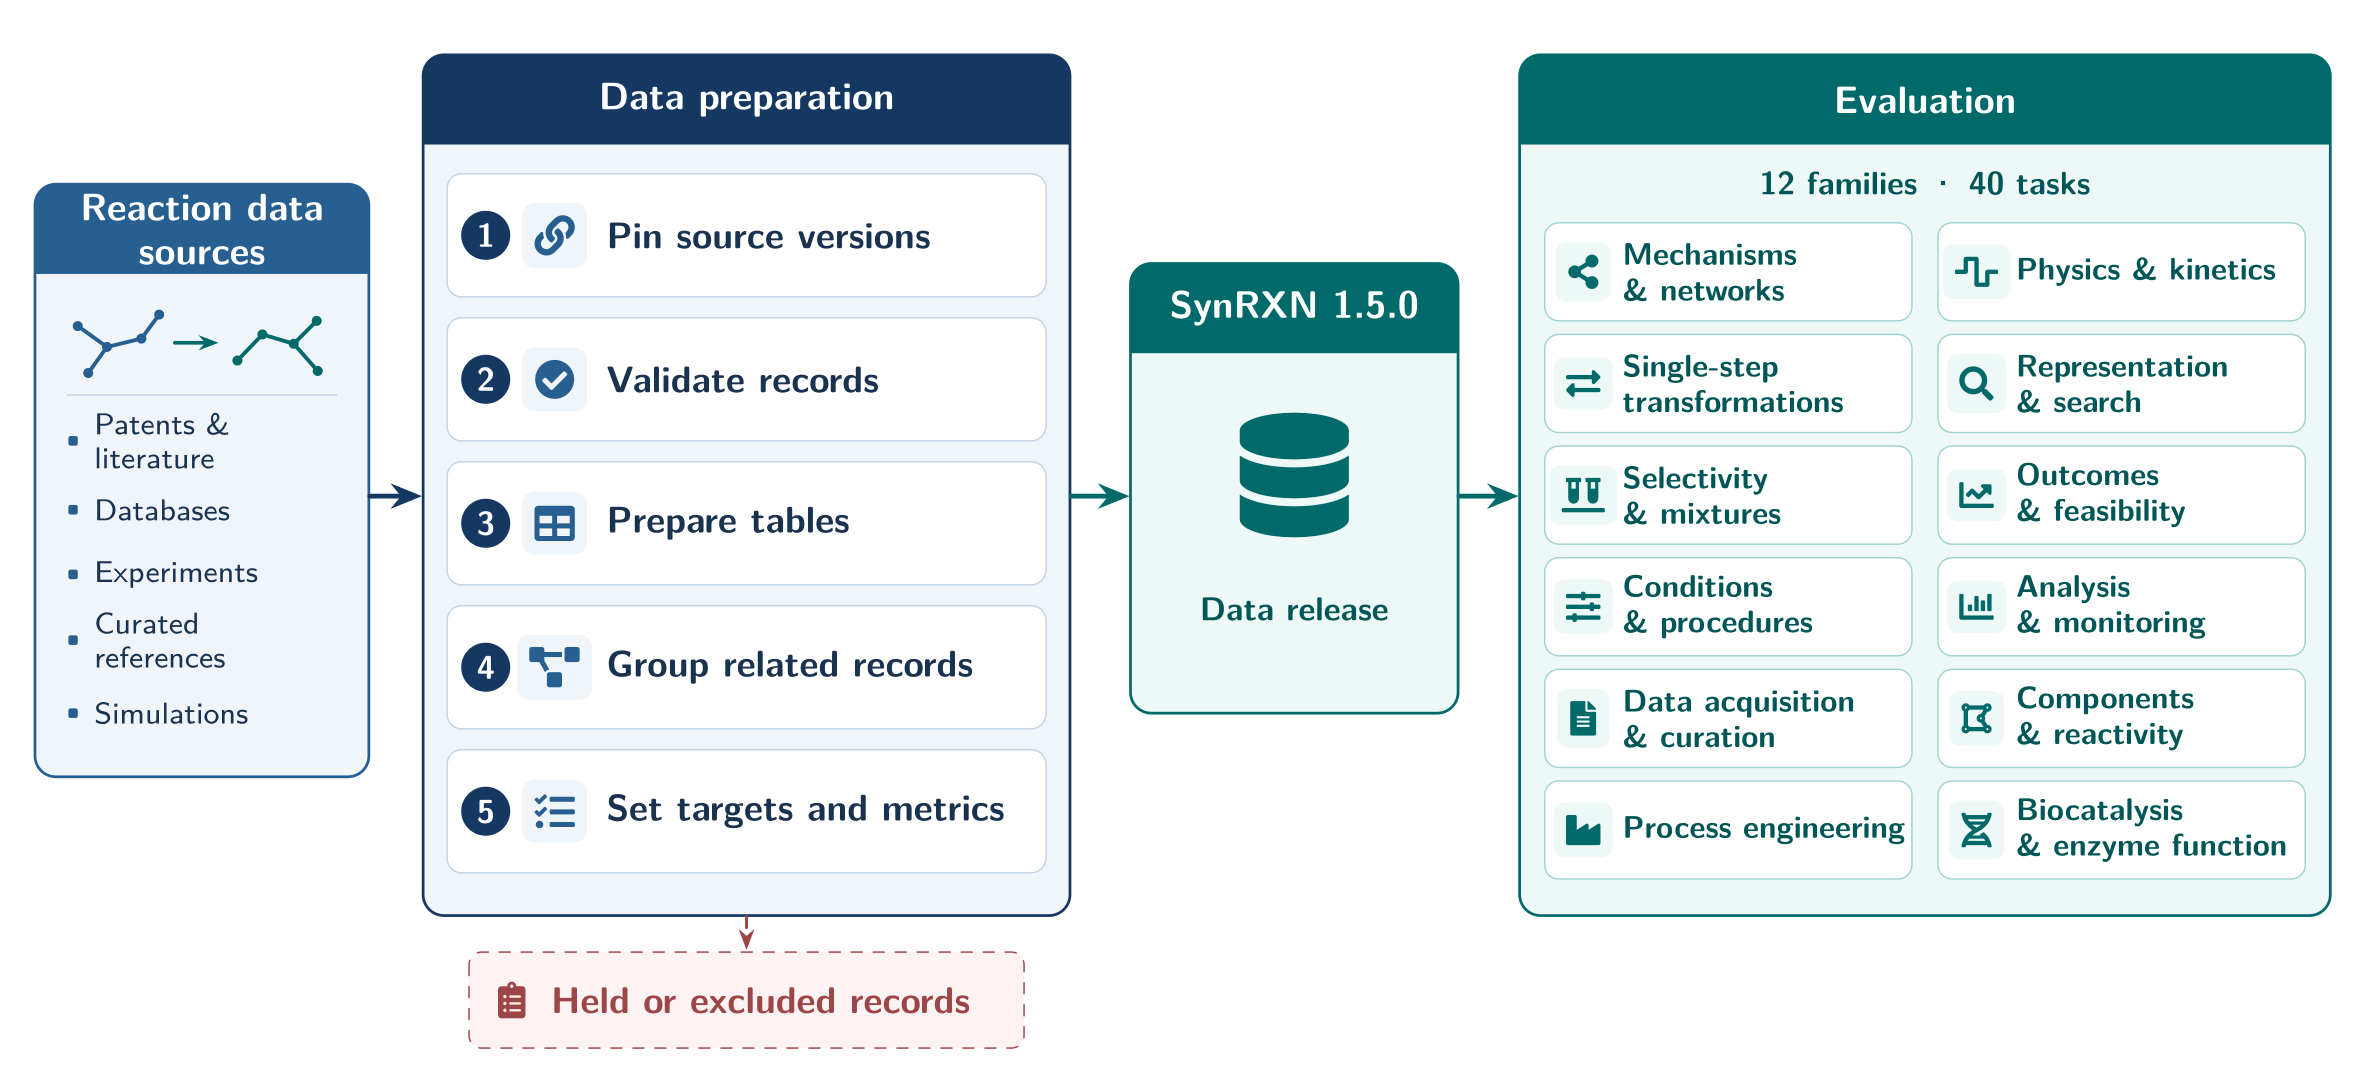 Reaction data
sources
Patents &
literature
Databases
Experiments
Curated
references
Simulations
Data preparation
1 Pin source versions
2 Validate records
3 Prepare tables
4 Group related records
5 Set targets and metrics
Held or excluded records
SynRXN 1.5.0
Data release
Evaluation
12 families · 40 tasks
Mechanisms
& networks
Physics & kinetics
Single-step
transformations
Representation
& search
Selectivity
& mixtures
Outcomes
& feasibility
Conditions
& procedures
Analysis
& monitoring
Data acquisition
& curation
Components
& reactivity
Process engineering
Biocatalysis
& enzyme function